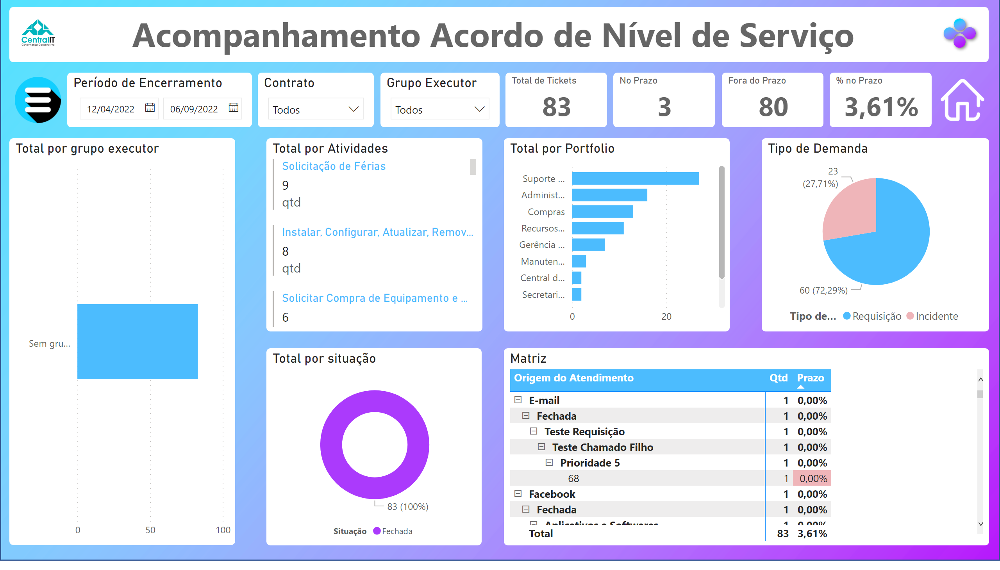 CentralIT
Governança Corporativa
Acompanhamento Acordo de Nível de Serviço
Período de Encerramento
12/04/2022
06/09/2022
Contrato
Todos
Grupo Executor
Todos
Total de Tickets
83
No Prazo
3
Fora do Prazo
80
% no Prazo
3,61%
Total por grupo executor
Sem gru...
0 50 100
Total por Atividades
Solicitação de Férias
9
qtd
Instalar, Configurar, Atualizar, Remov...
8
qtd
Solicitar Compra de Equipamento e ...
6
Total por Portfolio
Suporte ...
Administ...
Compras
Recursos...
Gerência ...
Manuten...
Central d...
Secretari...
0 20
Tipo de Demanda
23
(27,71%)
60 (72,29%)
Tipo de... Requisição Incidente
Total por situação
83 (100%)
Situação Fechada
Matriz
Origem do Atendimento Qtd Prazo
E-mail 1 0,00%
Fechada 1 0,00%
Teste Requisição 1 0,00%
Teste Chamado Filho 1 0,00%
Prioridade 5 1 0,00%
68 1 0,00%
Facebook 1 0,00%
Fechada 1 0,00%
Aplicativos e Softwares 1 0,00%
Total 83 3,61%